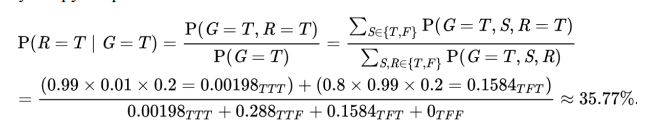 P(R = T | G = T) = P(G = T, R = T) / P(G = T) = ∑_{S∈{T,F}} P(G = T, S, R = T) / ∑_{S,R∈{T,F}} P(G = T, S, R)
= (0.99 × 0.01 × 0.2 = 0.00198_{TTT}) + (0.8 × 0.99 × 0.2 = 0.1584_{TFT}) / 0.00198_{TTT} + 0.288_{TTF} + 0.1584_{TFT} + 0_{TFF} ≈ 35.77%.